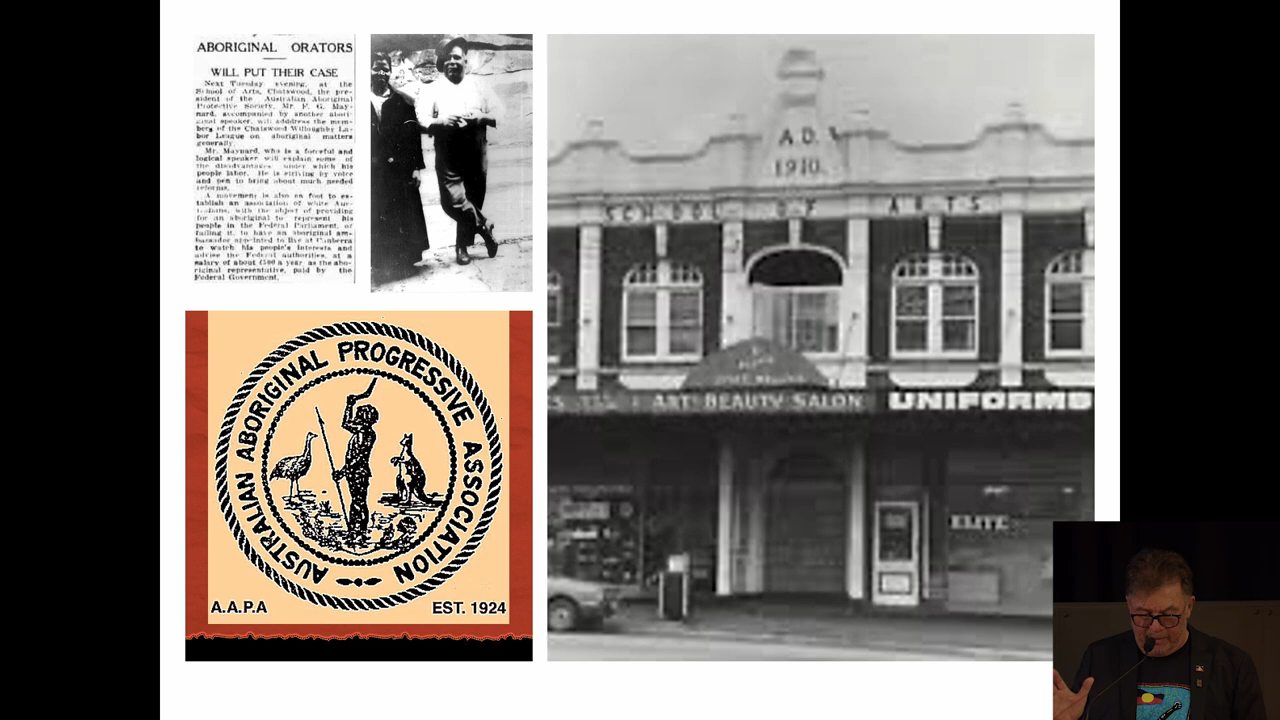 ABORIGINAL ORATORS
WILL PUT THEIR CASE
Next Tuesday evening, at the
School of Arts, Chatswood, the pre-
sident of the Australian Aboriginal
Protective Society, Mr. F. G. May-
nard, accompanied by another abori-
ginal speaker, will adddress the mem-
bers of the Chatswood Willoughby La-
bor League on aboriginal matters
generally.
Mr. Maynard, who is a forceful and
logical speaker will explain some of
the disadvantages under which his
people labor. He is striving by voice
and pen to bring about much needed
reforms.
A movement is also on foot to es-
tablish an association of white Aus-
tralians, with the object of providing
for an aboriginal to represent his
people in the Federal Parliament, or
failing it, to have an aboriginal am-
bassador appointed to live at Canberra
to watch his people's interests and
advise the Federal authorities, at a
salary of about £500 a year, as the abo-
riginal representative, paid by the
Federal Government.
A.D.
1910.
SCHOOL OF ARTS
ART BEAUTY SALON
UNIFORMS
ELITE
AUSTRALIAN ABORIGINAL PROGRESSIVE ASSOCIATION
A.A.P.A
EST. 1924